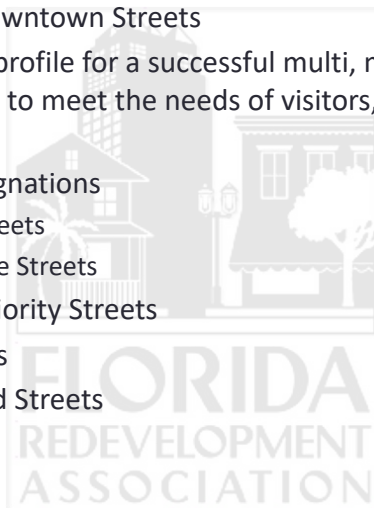 wntown Streets
profile for a successful multi, n
to meet the needs of visitors,
gnations
eets
e Streets
iority Streets
s
d Streets
FLORIDA
REDEVELOPMENT
ASSOCIATION